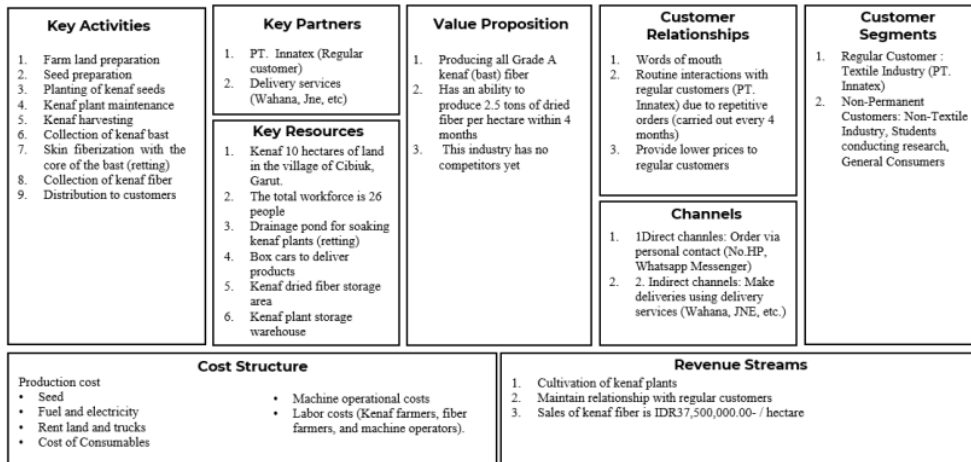 Key Activities
1. Farm land preparation
2. Seed preparation
3. Planting of kenaf seeds
4. Kenaf plant maintenance
5. Kenaf harvesting
6. Collection of kenaf bast
7. Skin fiberization with the
core of the bast (retting)
8. Collection of kenaf fiber
9. Distribution to customers
Key Partners
1. PT. Innatex (Regular
customer)
2. Delivery services
(Wahana, Jne, etc)
Key Resources
1. Kenaf 10 hectares of land
in the village of Cibiuk,
Garut.
2. The total workforce is 26
people
3. Drainage pond for soaking
kenaf plants (retting)
4. Box cars to deliver
products
5. Kenaf dried fiber storage
area
6. Kenaf plant storage
warehouse
Value Proposition
1. Producing all Grade A
kenaf (bast) fiber
2. Has an ability to
produce 2.5 tons of dried
fiber per hectare within 4
months
3. This industry has no
competitors yet
Customer
Relationships
1. Words of mouth
2. Routine interactions with
regular customers (PT.
Innatex) due to repetitive
orders (carried out every 4
months)
3. Provide lower prices to
regular customers
Channels
1. 1Direct channles: Order via
personal contact (No.HP,
Whatsapp Messenger)
2. 2. Indirect channels: Make
deliveries using delivery
services (Wahana, JNE, etc.)
Customer
Segments
1. Regular Customer :
Textile Industry (PT.
Innatex)
2. Non-Permanent
Customers: Non-Textile
Industry, Students
conducting research,
General Consumers
Cost Structure
Production cost
• Seed
• Fuel and electricity
• Rent land and trucks
• Cost of Consumables
• Machine operational costs
• Labor costs (Kenaf farmers, fiber
farmers, and machine operators).
Revenue Streams
1. Cultivation of kenaf plants
2. Maintain relationship with regular customers
3. Sales of kenaf fiber is IDR37,500,000.00- / hectare